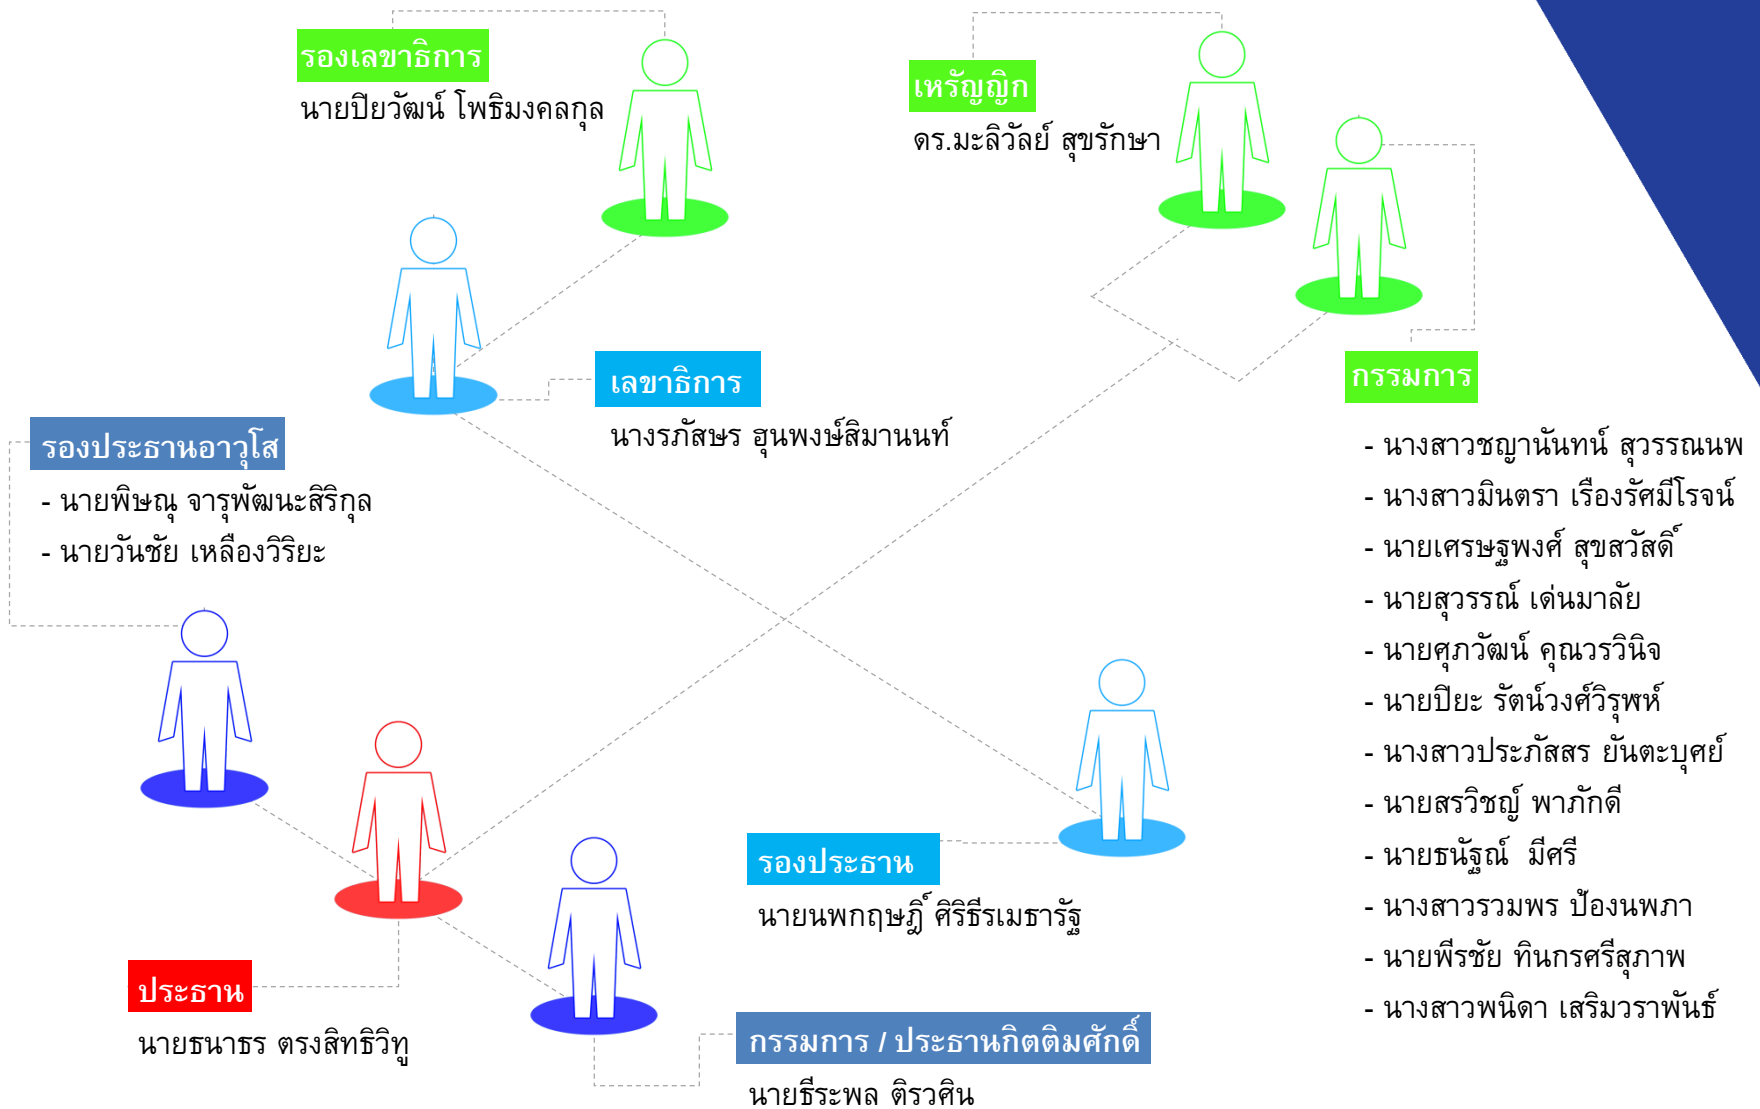 รองเลขาธิการ
นายปิยวัฒน์ โพธิมงคลกุล
เหรัญญิก
ดร.มะลิวัลย์ สุขรักษา
เลขาธิการ
นางรภัสษร ฮุนพงษ์สิมานนท์
รองประธานอาวุโส
- นายพิษณุ จารุพัฒนะสิริกุล
- นายวันชัย เหลืองวิริยะ
กรรมการ
- นางสาวชญานันทน์ สุวรรณนพ
- นางสาวมินตรา เรืองรัศมีโรจน์
- นายเศรษฐพงศ์ สุขสวัสดิ์
- นายสุวรรณ์ เด่นมาลัย
- นายศุภวัฒน์ คุณวรวินิจ
- นายปิยะ รัตน์วงศ์วิรุฬห์
- นางสาวประภัสสร ยันตะบุศย์
- นายสรวิชญ์ พาภักดี
- นายธนัฐณ์ มีศรี
- นางสาวรวมพร ป้องนพภา
- นายพีรชัย ทินกรศรีสุภาพ
- นางสาวพนิดา เสริมวราพันธ์
รองประธาน
นายนพกฤษฎิ์ ศิริธีรเมธารัฐ
ประธาน
นายธนาธร ตรงสิทธิวิทู
กรรมการ / ประธานกิตติมศักดิ์
นายธีระพล ติรวศิน